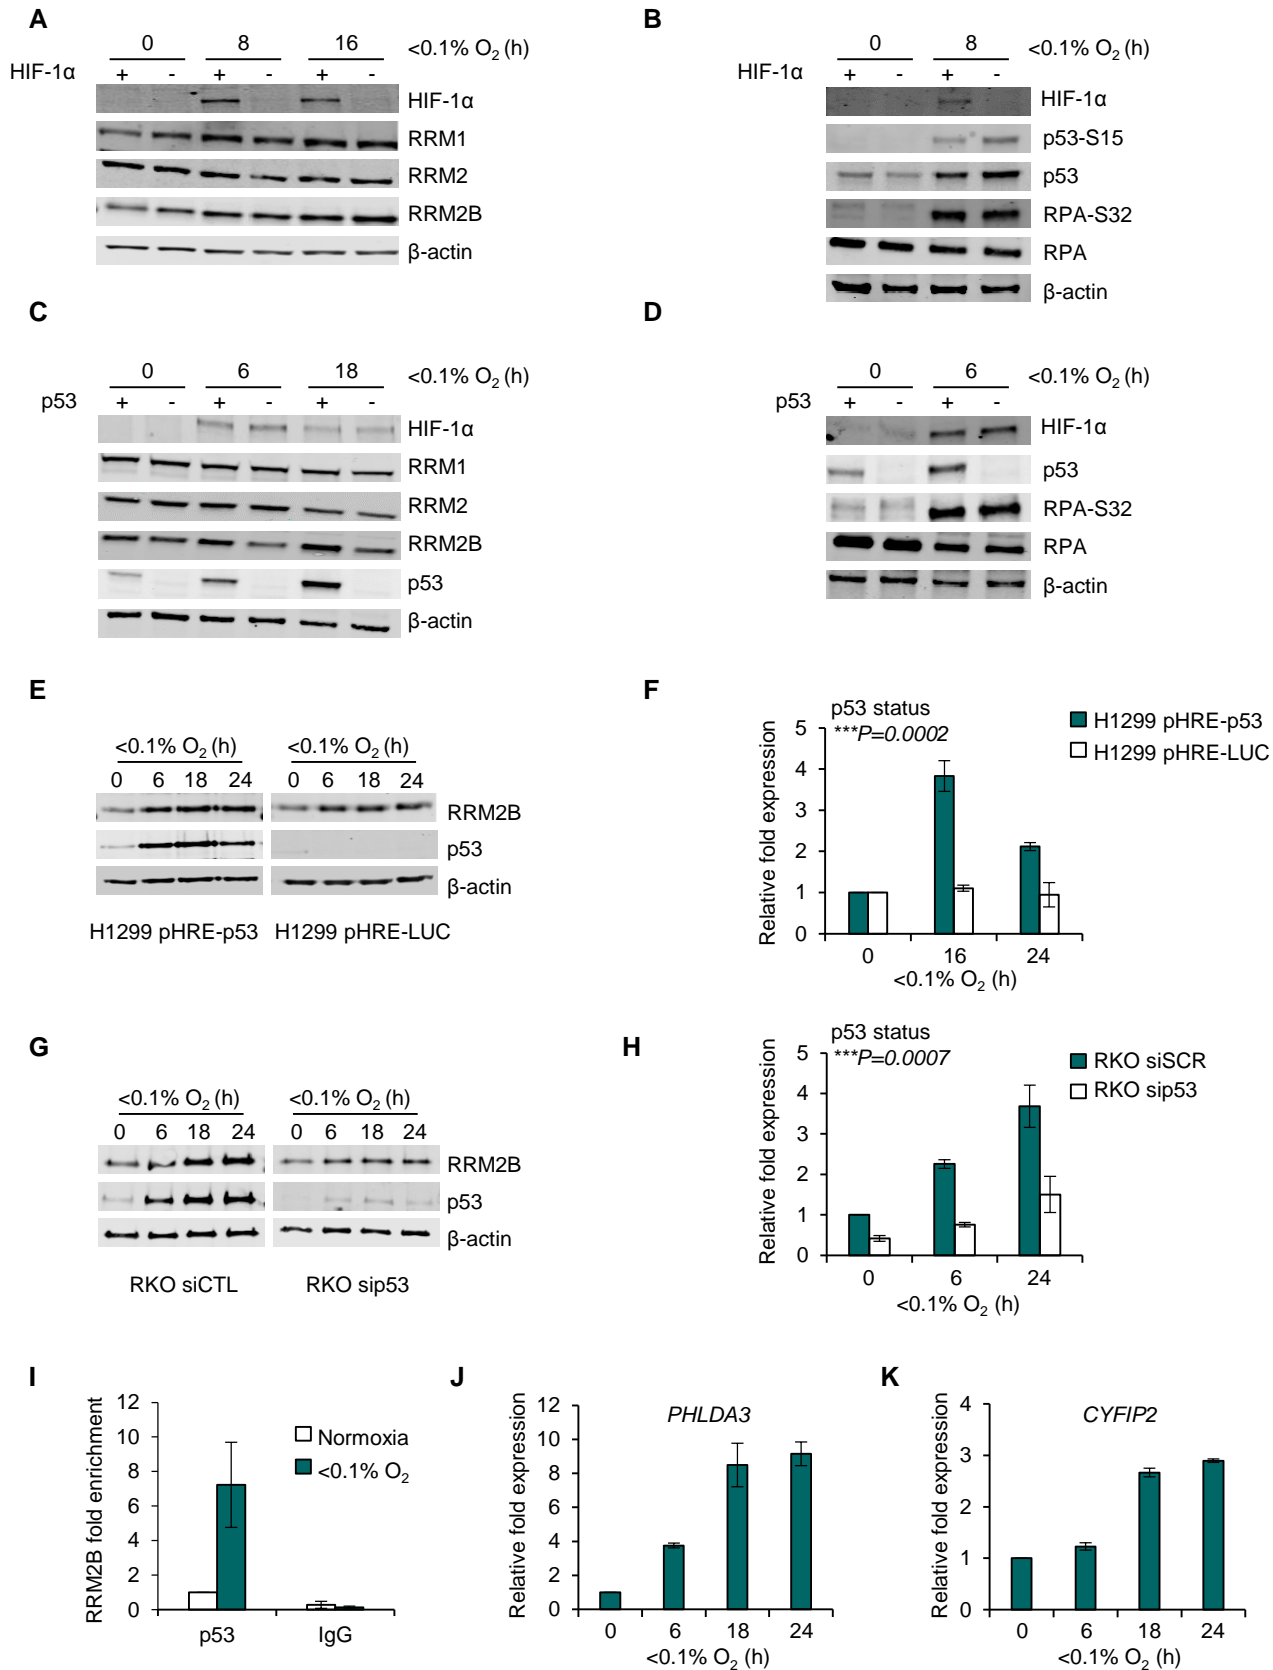 A
0 8 16 <0.1% O2 (h)
HIF-1α + - + - + -
HIF-1α
RRM1
RRM2
RRM2B
β-actin
B
0 8 <0.1% O2 (h)
HIF-1α + - + -
HIF-1α
p53-S15
p53
RPA-S32
RPA
β-actin
C
0 6 18 <0.1% O2 (h)
p53 + - + - + -
HIF-1α
RRM1
RRM2
RRM2B
p53
β-actin
D
0 6 <0.1% O2 (h)
p53 + - + -
HIF-1α
p53
RPA-S32
RPA
β-actin
E
<0.1% O2 (h) <0.1% O2 (h)
0 6 18 24 0 6 18 24
RRM2B
p53
β-actin
H1299 pHRE-p53 H1299 pHRE-LUC
F
p53 status
***P=0.0002
H1299 pHRE-p53
H1299 pHRE-LUC
Relative fold expression
5
4
3
2
1
0
0 16 24
<0.1% O2 (h)
G
<0.1% O2 (h) <0.1% O2 (h)
0 6 18 24 0 6 18 24
RRM2B
p53
β-actin
RKO siCTL RKO sip53
H
p53 status
***P=0.0007
RKO siSCR
RKO sip53
Relative fold expression
5
4
3
2
1
0
0 6 24
<0.1% O2 (h)
I
RRM2B fold enrichment
12
10
8
6
4
2
0
Normoxia
<0.1% O2
p53 IgG
J
PHLDA3
Relative fold expression
12
10
8
6
4
2
0
0 6 18 24
<0.1% O2 (h)
K
CYFIP2
Relative fold expression
4
3
2
1
0
0 6 18 24
<0.1% O2 (h)